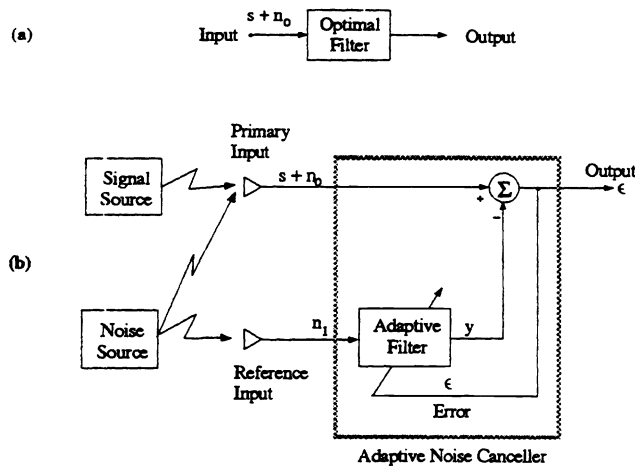 (a)
Input
s + n₀
Optimal
Filter
Output
(b)
Signal
Source
Noise
Source
Primary
Input
s + n₀
Reference
Input
n₁
Adaptive
Filter
y
+
Σ
−
Output
ϵ
ϵ
Error
Adaptive Noise Canceller